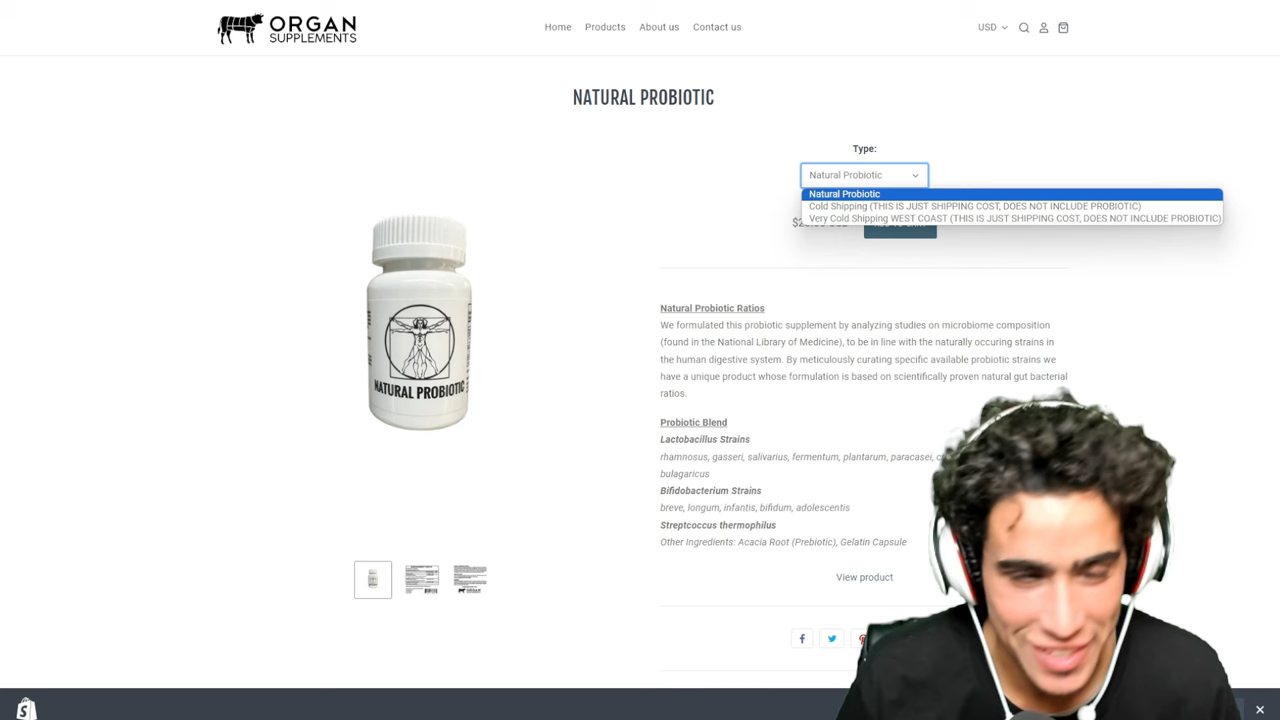 ORGAN
SUPPLEMENTS
Home Products About us Contact us
USD
NATURAL PROBIOTIC
Type:
Natural Probiotic
Natural Probiotic
Cold Shipping (THIS IS JUST SHIPPING COST, DOES NOT INCLUDE PROBIOTIC)
Very Cold Shipping WEST COAST (THIS IS JUST SHIPPING COST, DOES NOT INCLUDE PROBIOTIC)
NATURAL PROBIOTIC
Natural Probiotic Ratios
We formulated this probiotic supplement by analyzing studies on microbiome composition
(found in the National Library of Medicine), to be in line with the naturally occuring strains in
the human digestive system. By meticulously curating specific available probiotic strains we
have a unique product whose formulation is based on scientifically proven natural gut bacterial
ratios.
Probiotic Blend
Lactobacillus Strains
rhamnosus, gasseri, salivarius, fermentum, plantarum, paracasei,
bulagaricus
Bifidobacterium Strains
breve, longum, infantis, bifidum, adolescentis
Streptcoccus thermophilus
Other Ingredients: Acacia Root (Prebiotic), Gelatin Capsule
View product